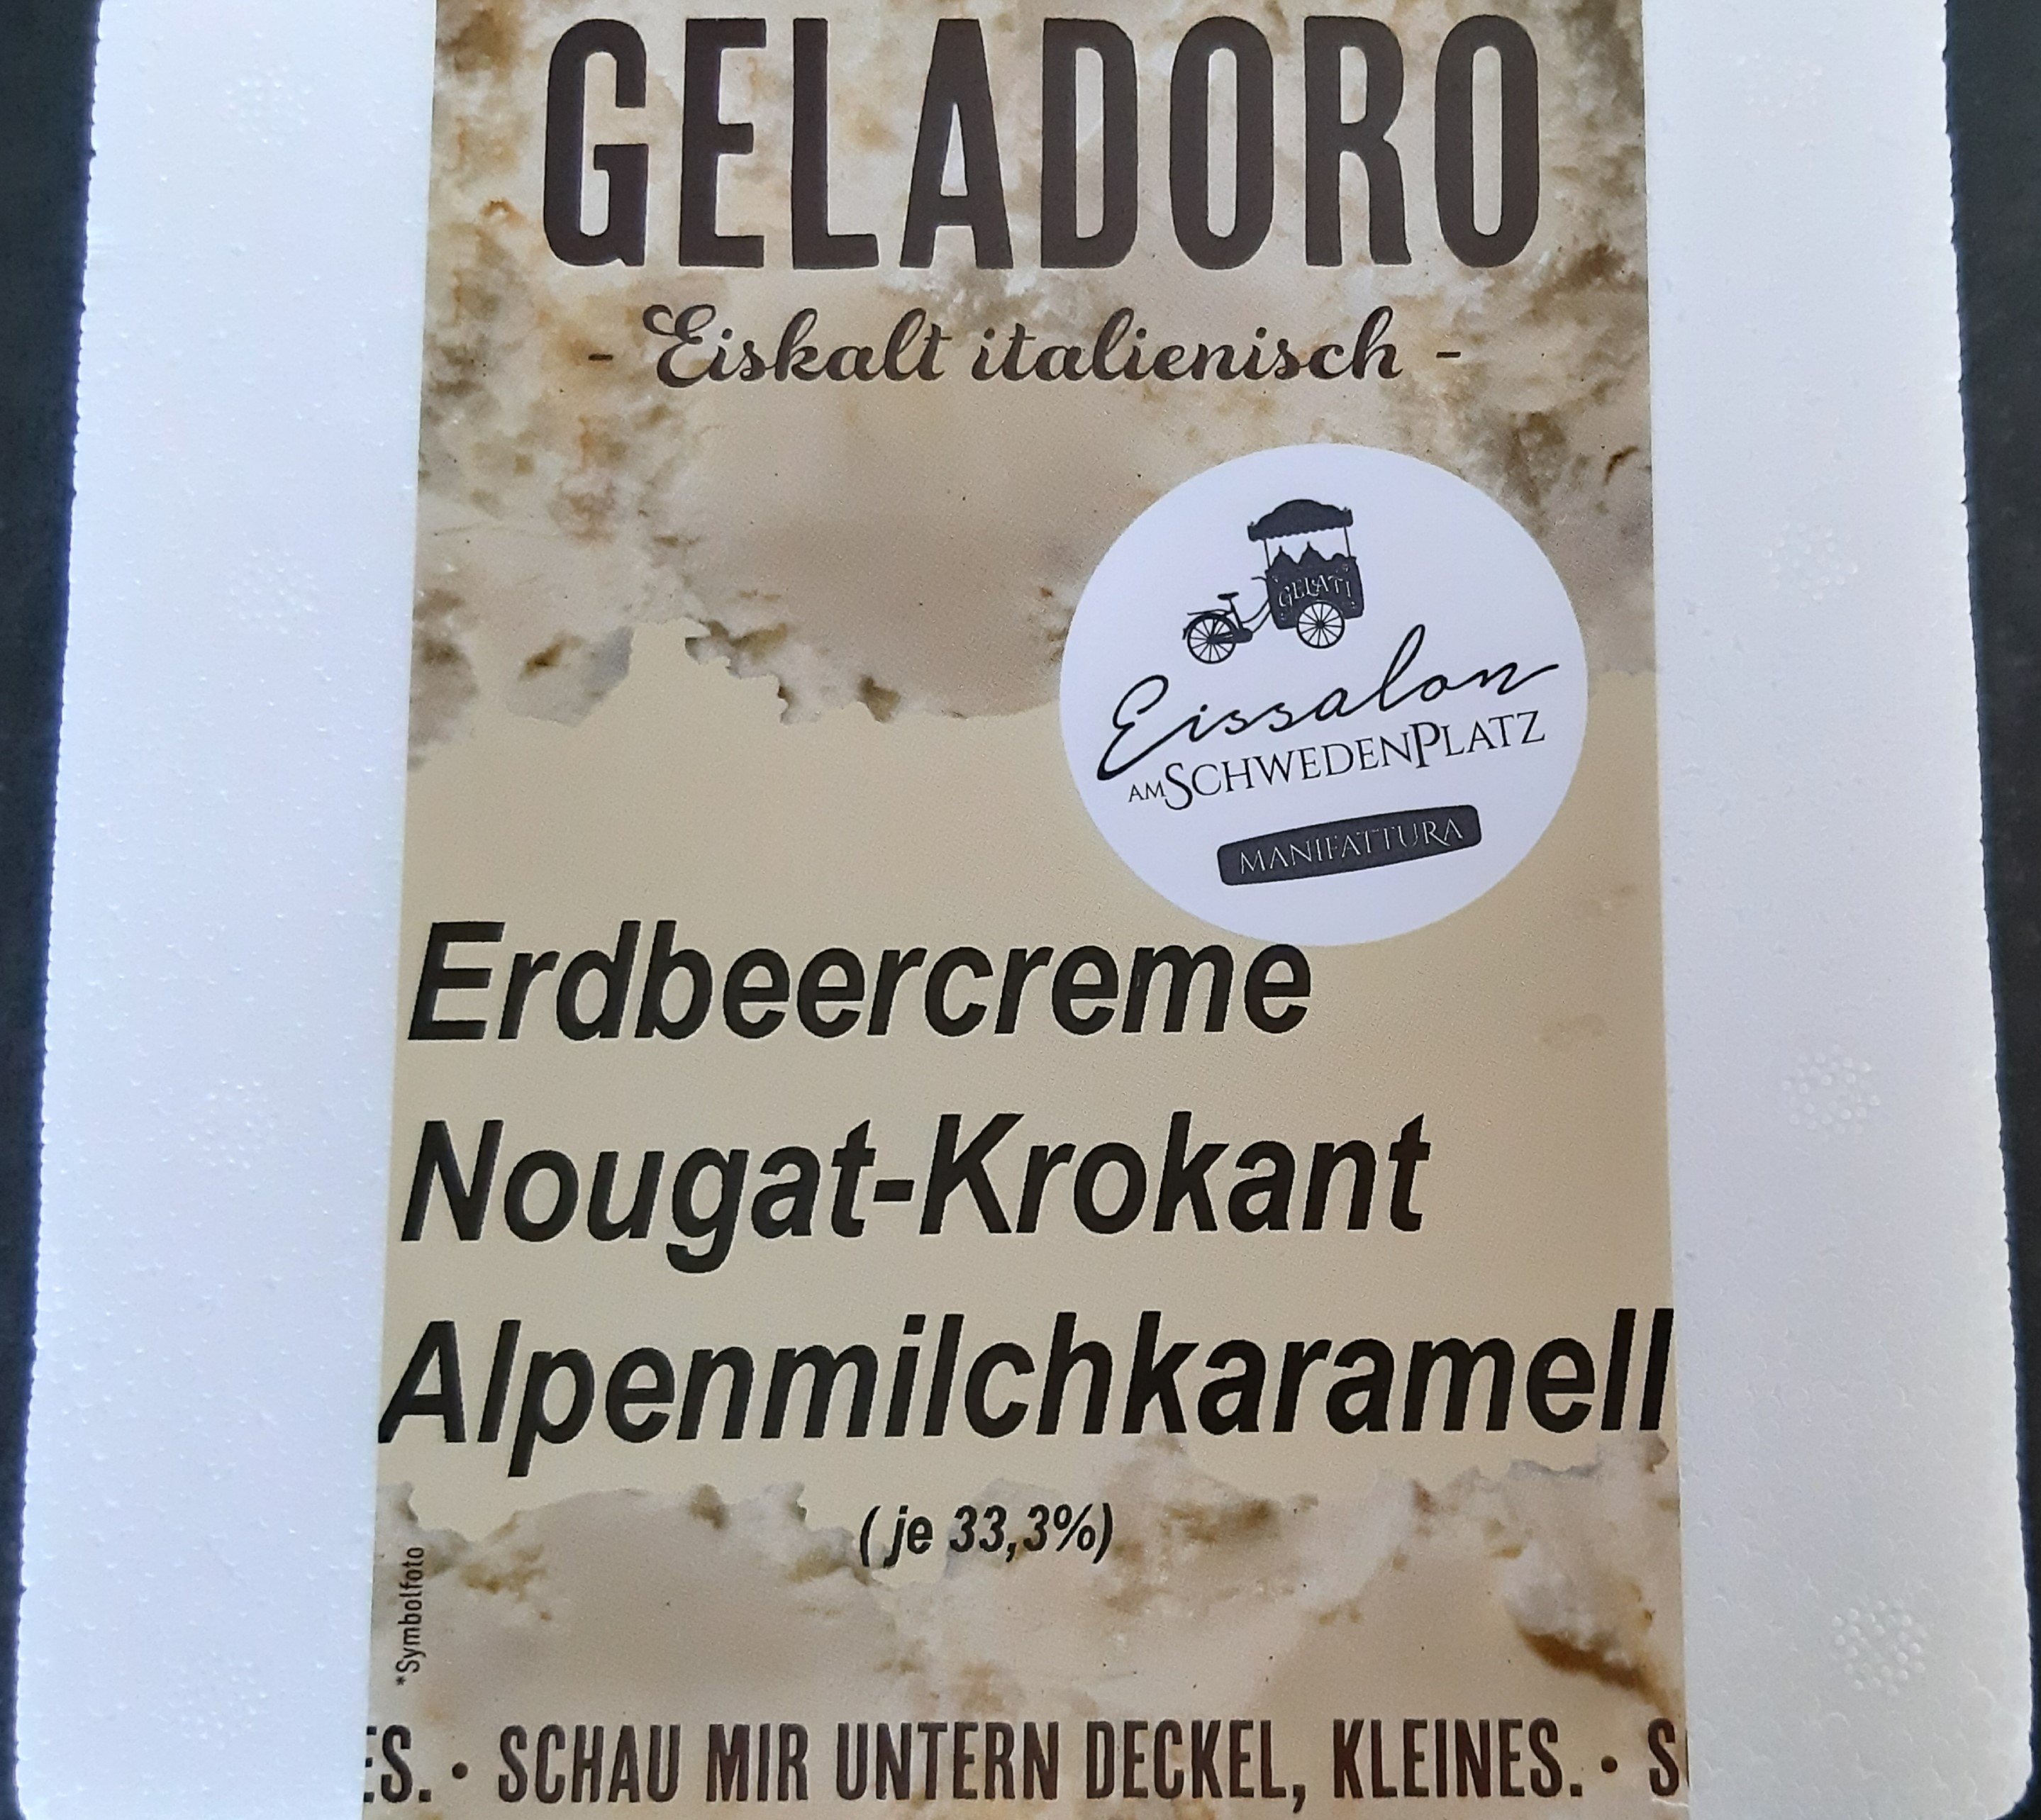 GELADORO
- Eiskalt italienisch -
GELATI
Eissalon
AM SCHWEDENPLATZ
MANIFATTURA
Erdbeercreme
Nougat-Krokant
Alpenmilchkaramell
( je 33,3%)
*Symbolfoto
ES. • SCHAU MIR UNTERN DECKEL, KLEINES. • S